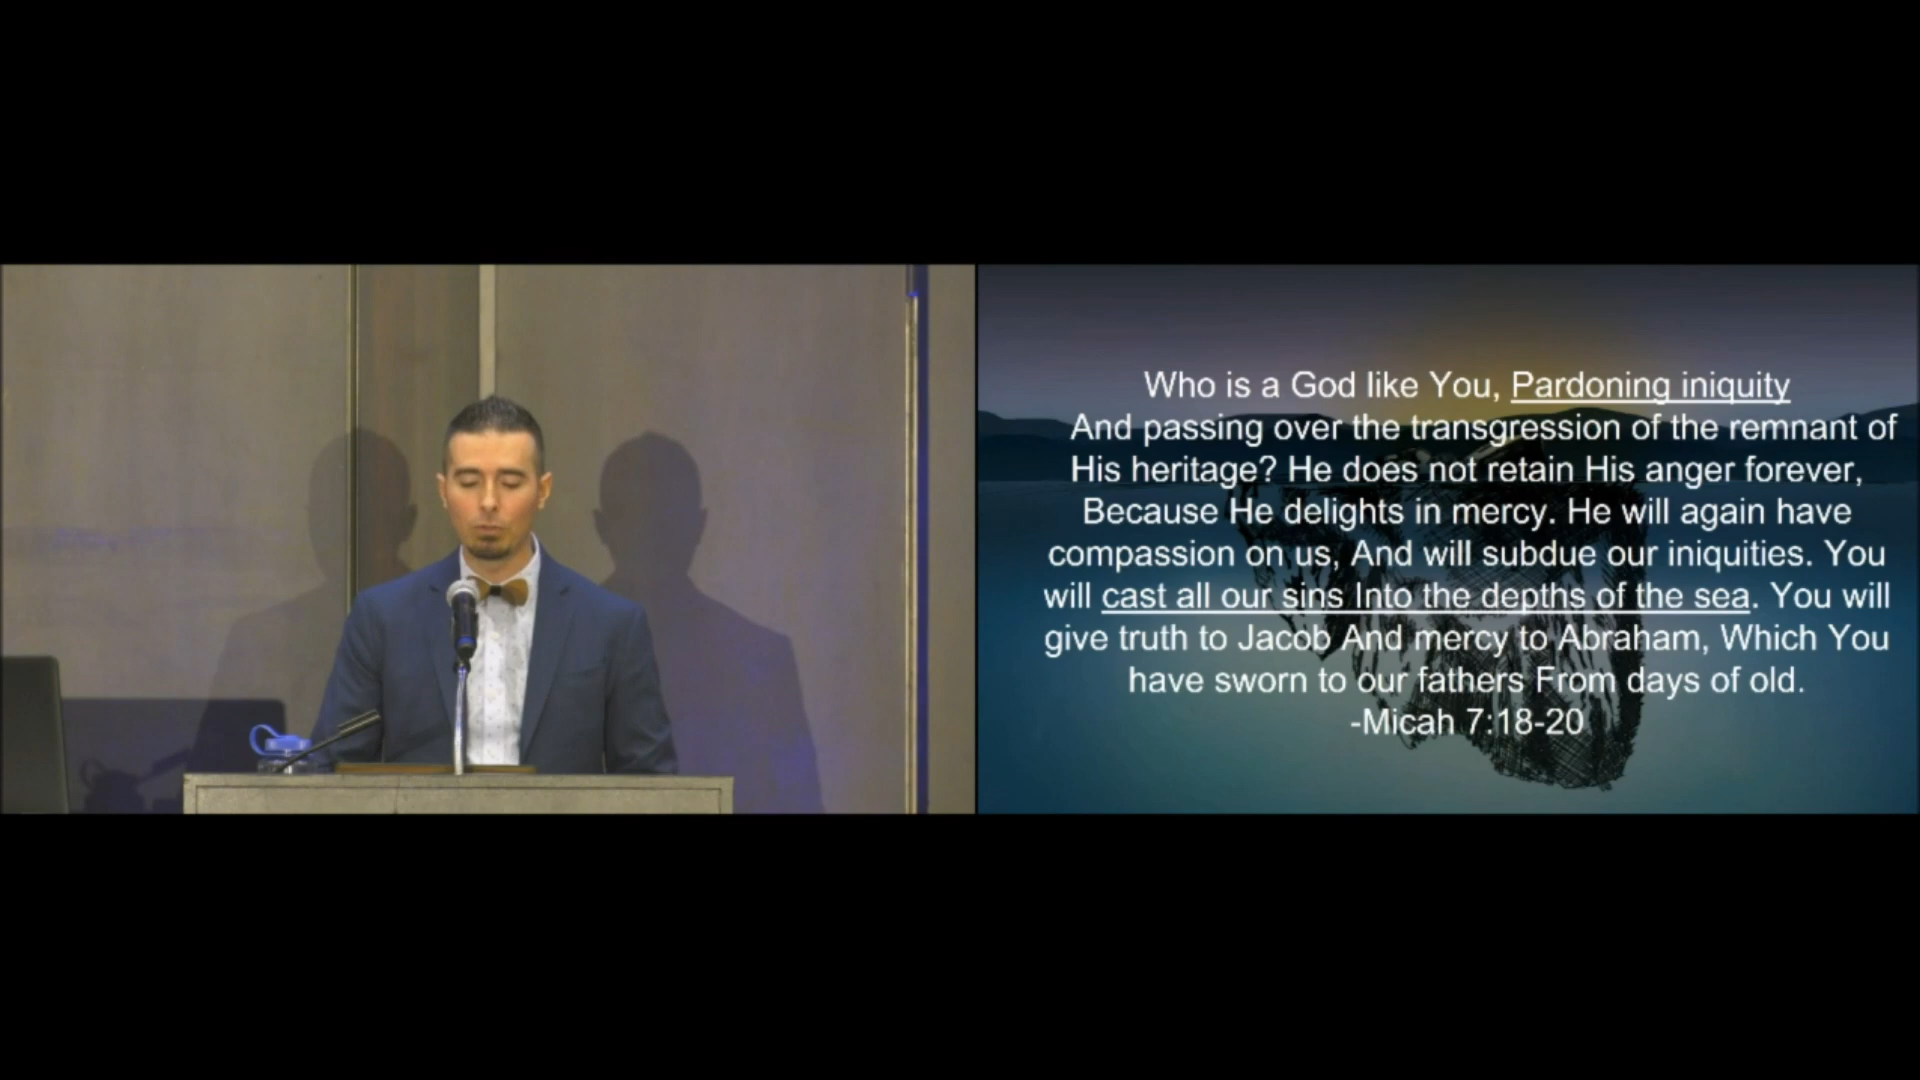 Who is a God like You, Pardoning iniquity
And passing over the transgression of the remnant of
His heritage? He does not retain His anger forever,
Because He delights in mercy. He will again have
compassion on us, And will subdue our iniquities. You
will cast all our sins Into the depths of the sea. You will
give truth to Jacob And mercy to Abraham, Which You
have sworn to our fathers From days of old.
-Micah 7:18-20